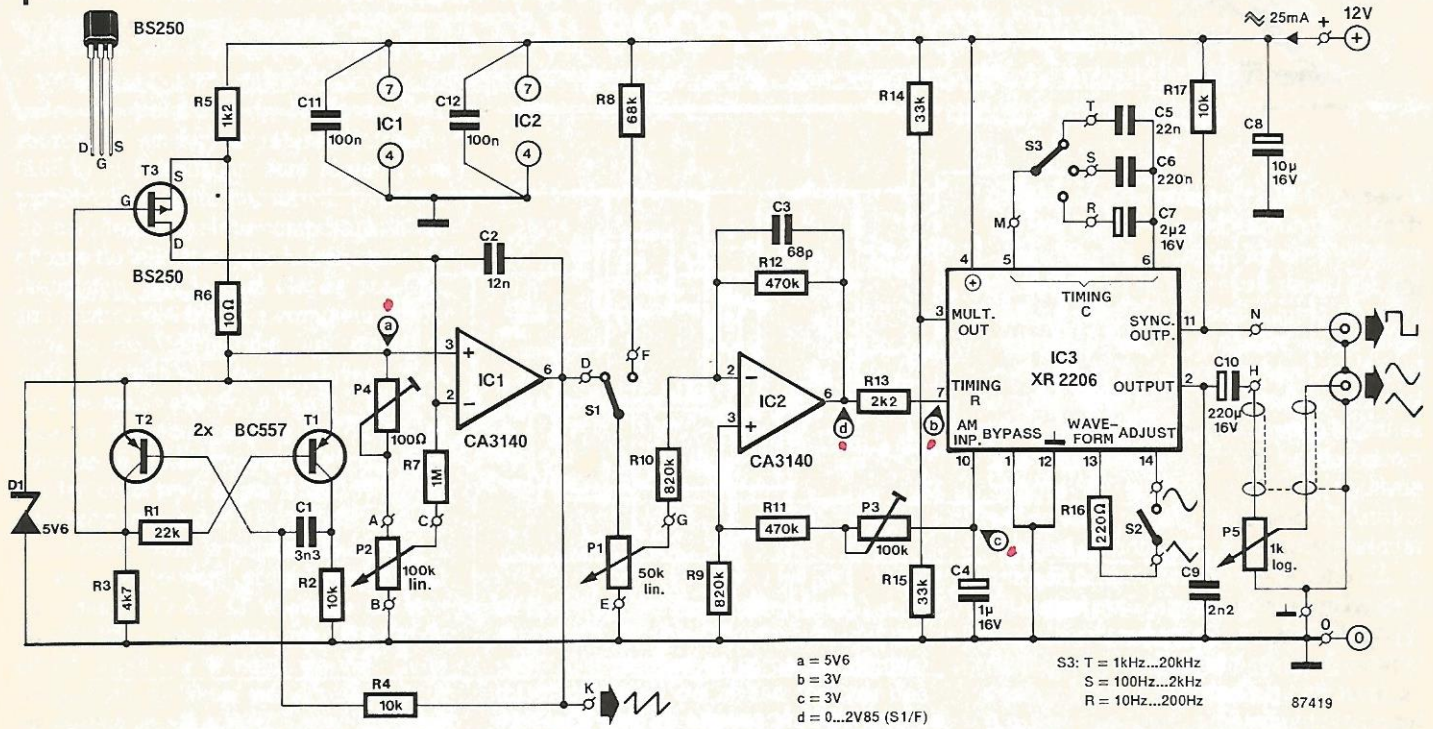 BS250
D G S
≈ 25mA + 12V
R5
1k2
C11
100n
7
IC1
4
C12
100n
7
IC2
4
R8
68k
R14
33k
R17
10k
C8
10µ
16V
T
C5
22n
S3
S
C6
220n
R
C7
2µ2
16V
M
T3
S
G
D
BS250
R6
10Ω
C2
12n
a
3
+
IC1
6
2
−
CA3140
D
F
S1
C3
68p
R12
470k
2
−
IC2
6
3
+
CA3140
R13
2k2
d
b
4
5
6
TIMING
C
3
MULT.
OUT
SYNC.
OUTP.
11
N
IC3
XR 2206
7
TIMING
R
OUTPUT
2
C10
220µ
16V
H
AM
INP.
BYPASS
WAVE-
FORM
ADJUST
10
1
12
13
14
T2
2x BC557
T1
P4
100Ω
R7
1M
R10
820k
G
D1
5V6
R1
22k
C1
3n3
A
C
P2
100k
lin.
B
R3
4k7
R2
10k
P1
50k
lin.
E
R9
820k
R11
470k
P3
100k
c
C4
1µ
16V
R15
33k
R16
220Ω
S2
C9
2n2
P5
1k
log.
0
0
R4
10k
K
a = 5V6
b = 3V
c = 3V
d = 0...2V85 (S1/F)
S3: T = 1kHz...20kHz
S = 100Hz...2kHz
R = 10Hz...200Hz
87419